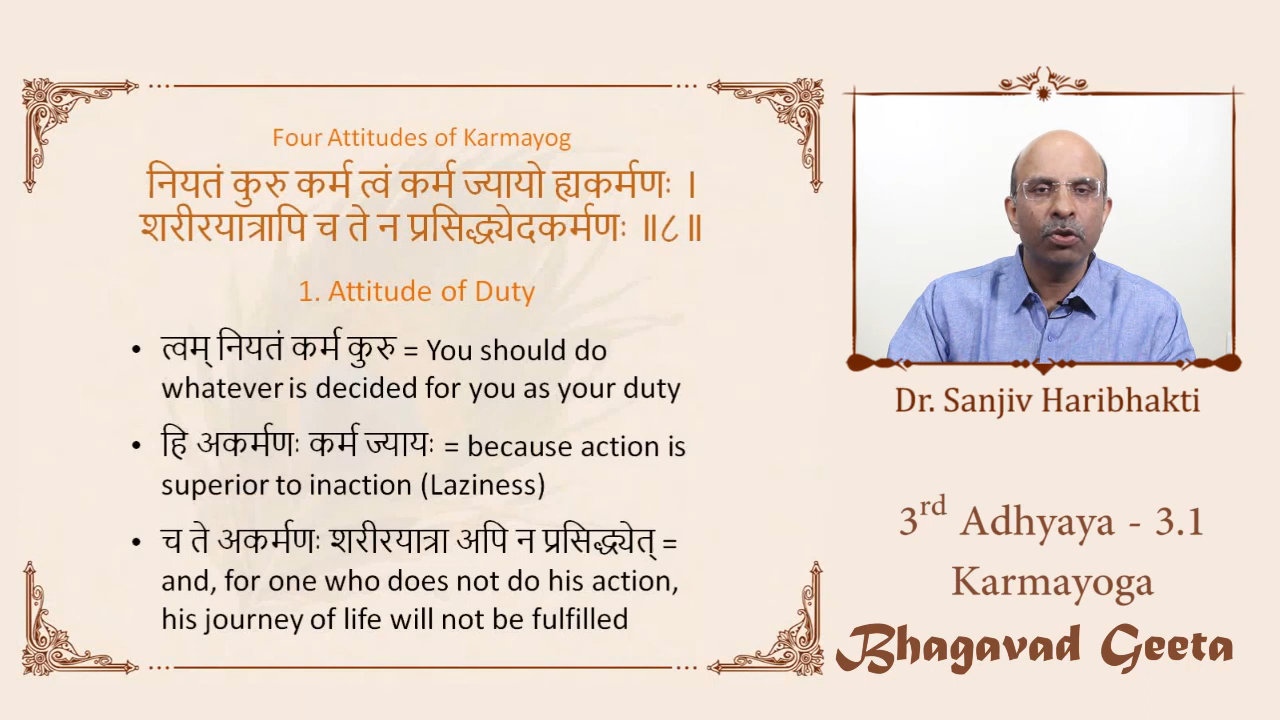 Four Attitudes of Karmayog
नियतं कुरु कर्म त्वं कर्म ज्यायो ह्यकर्मणः ।
शरीरयात्रापि च ते न प्रसिद्ध्येदकर्मणः ॥८॥
1. Attitude of Duty
• त्वम् नियतं कर्म कुरु = You should do
whatever is decided for you as your duty
• हि अकर्मणः कर्म ज्यायः = because action is
superior to inaction (Laziness)
• च ते अकर्मणः शरीरयात्रा अपि न प्रसिद्ध्येत् =
and, for one who does not do his action,
his journey of life will not be fulfilled
Dr. Sanjiv Haribhakti
3rd Adhyaya - 3.1
Karmayoga
Bhagavad Geeta